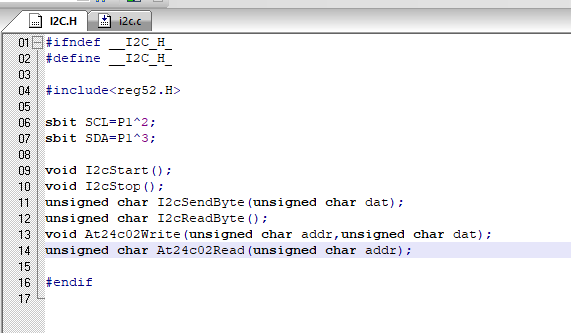 I2C.H i2c.c
01 #ifndef __I2C_H_
02 #define __I2C_H_
03
04 #include<reg52.H>
05
06 sbit SCL=P1^2;
07 sbit SDA=P1^3;
08
09 void I2cStart();
10 void I2cStop();
11 unsigned char I2cSendByte(unsigned char dat);
12 unsigned char I2cReadByte();
13 void At24c02Write(unsigned char addr,unsigned char dat);
14 unsigned char At24c02Read(unsigned char addr);
15
16 #endif
17